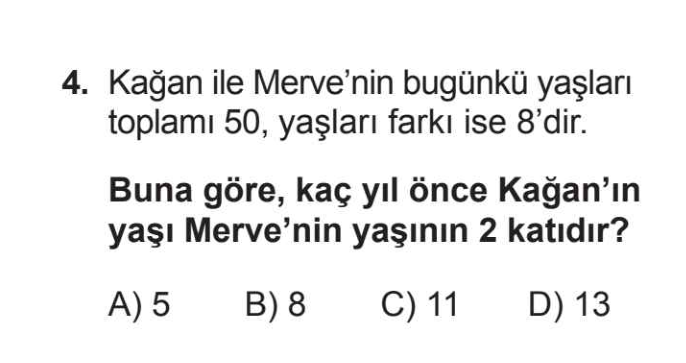 4. Kağan ile Merve’nin bugünkü yaşları
toplamı 50, yaşları farkı ise 8’dir.
Buna göre, kaç yıl önce Kağan’ın
yaşı Merve’nin yaşının 2 katıdır?
A) 5 B) 8 C) 11 D) 13